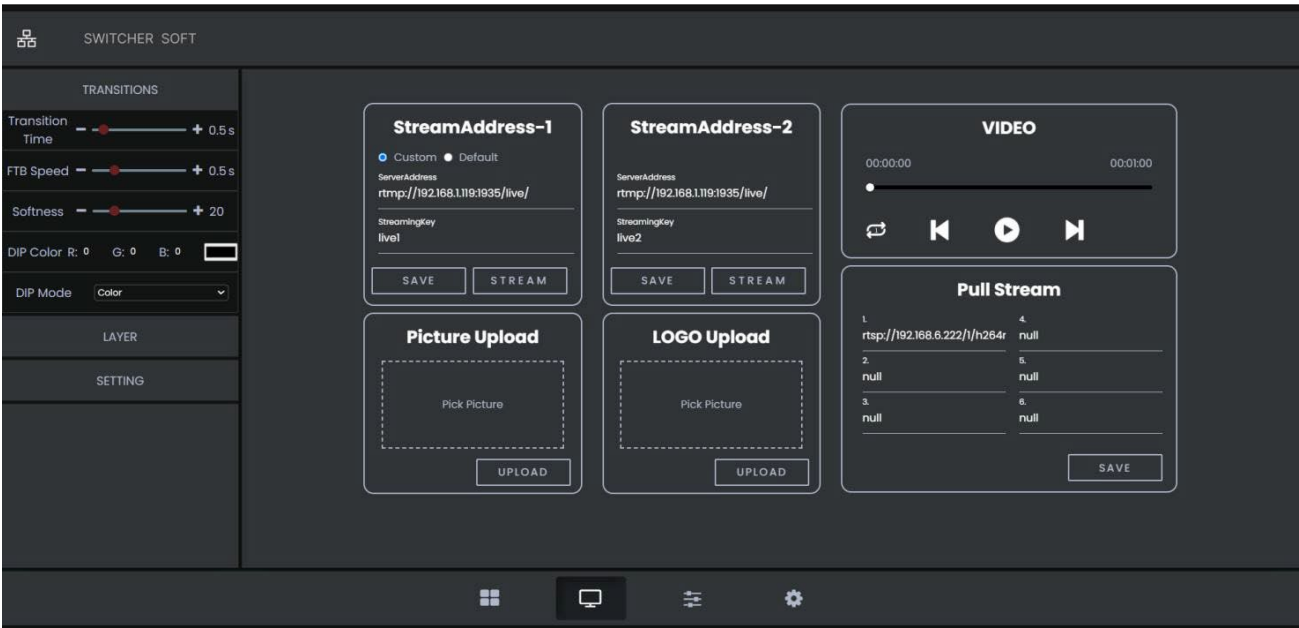 SWITCHER SOFT
TRANSITIONS
Transition
Time
0.5 s
FTB Speed
0.5 s
Softness
20
DIP Color R: 0 G: 0 B: 0
DIP Mode Color
LAYER
SETTING
StreamAddress-1
Custom Default
ServerAddress
rtmp://192.168.1.119:1935/live/
StreamingKey
live1
SAVE STREAM
StreamAddress-2
ServerAddress
rtmp://192.168.1.119:1935/live/
StreamingKey
live2
SAVE STREAM
VIDEO
00:00:00 00:01:00
Picture Upload
Pick Picture
UPLOAD
LOGO Upload
Pick Picture
UPLOAD
Pull Stream
1.
rtsp://192.168.6.222/1/h264r
2.
null
3.
null
4.
null
5.
null
6.
null
SAVE